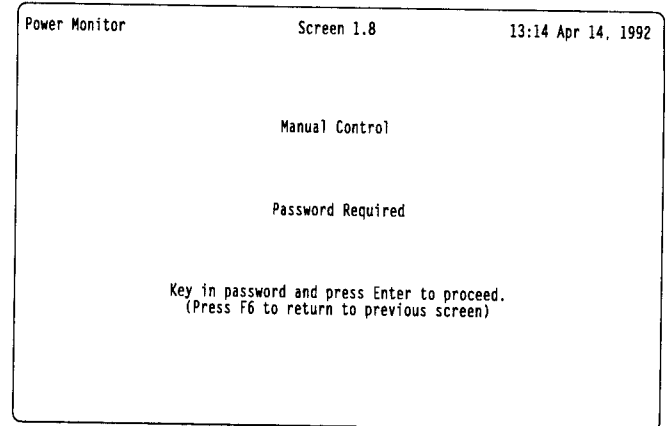 Power Monitor Screen 1.8 13:14 Apr 14, 1992
Manual Control
Password Required
Key in password and press Enter to proceed.
(Press F6 to return to previous screen)